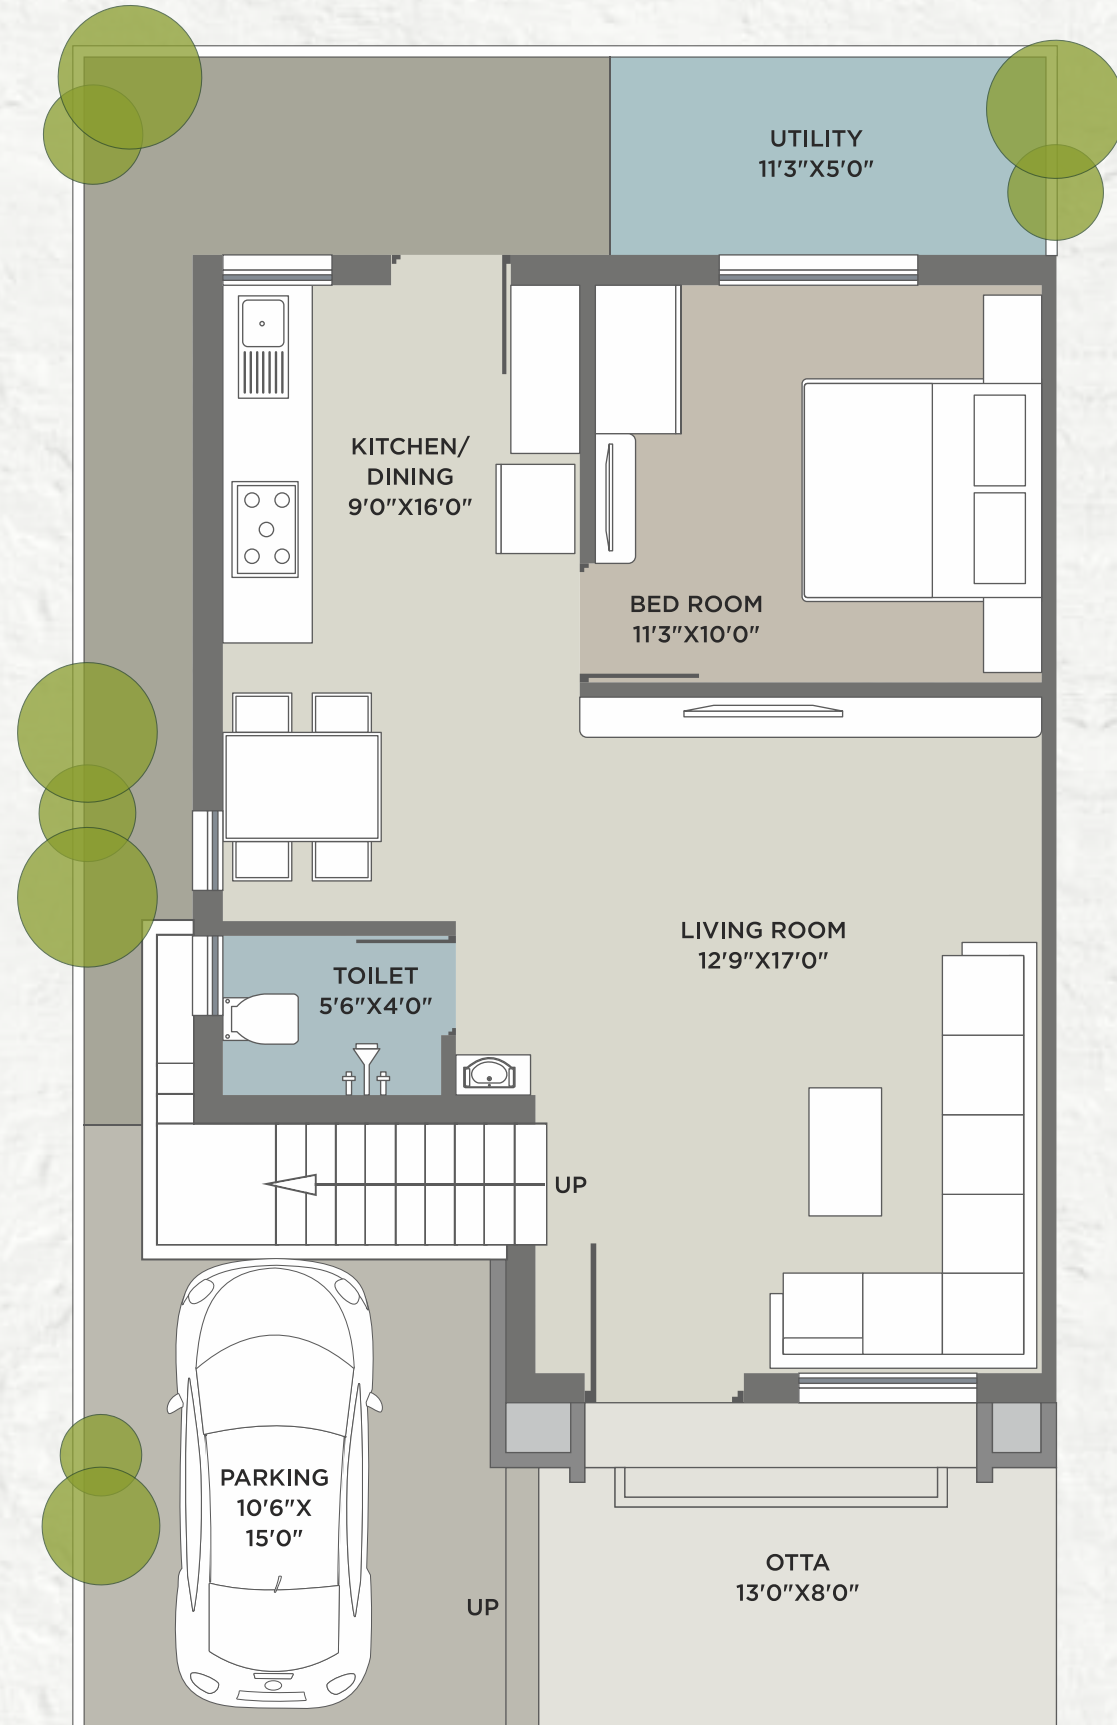 UTILITY
11'3"X5'0"
KITCHEN/
DINING
9'0"X16'0"
BED ROOM
11'3"X10'0"
LIVING ROOM
12'9"X17'0"
TOILET
5'6"X4'0"
UP
PARKING
10'6"X
15'0"
OTTA
13'0"X8'0"
UP